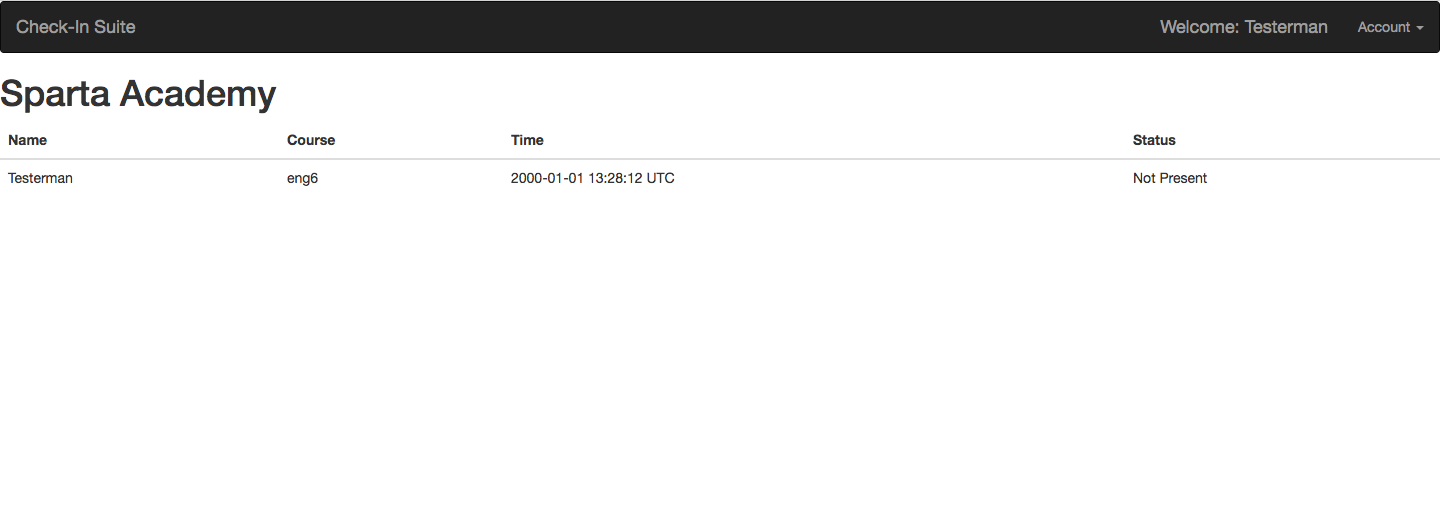 Check-In Suite Welcome: Testerman Account
Sparta Academy
Name Course Time Status
Testerman eng6 2000-01-01 13:28:12 UTC Not Present